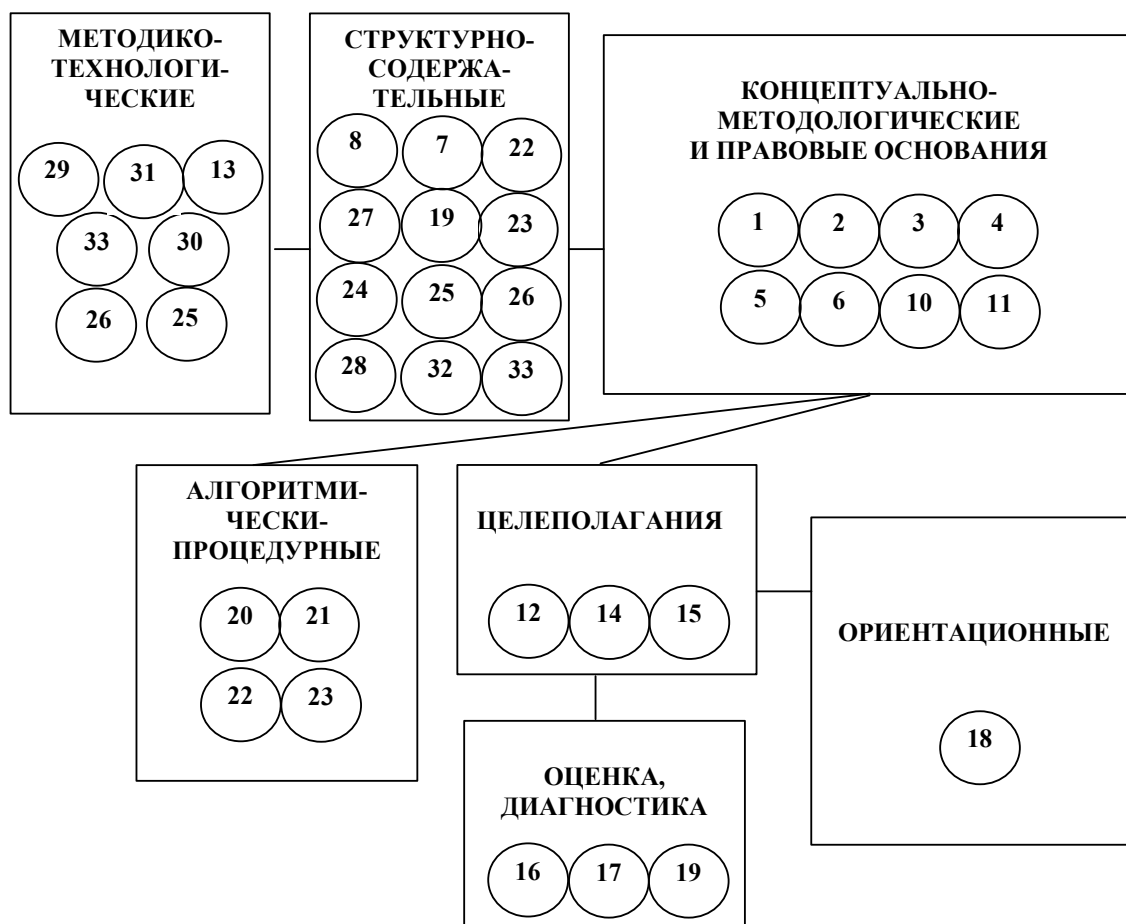 МЕТОДИКО-
ТЕХНОЛОГИ-
ЧЕСКИЕ
29 31 13
33 30
26 25
СТРУКТУРНО-
СОДЕРЖА-
ТЕЛЬНЫЕ
8 7 22
27 19 23
24 25 26
28 32 33
КОНЦЕПТУАЛЬНО-
МЕТОДОЛОГИЧЕСКИЕ
И ПРАВОВЫЕ ОСНОВАНИЯ
1 2 3 4
5 6 10 11
АЛГОРИТМИ-
ЧЕСКИ-
ПРОЦЕДУРНЫЕ
20 21
22 23
ЦЕЛЕПОЛАГАНИЯ
12 14 15
ОРИЕНТАЦИОННЫЕ
18
ОЦЕНКА,
ДИАГНОСТИКА
16 17 19